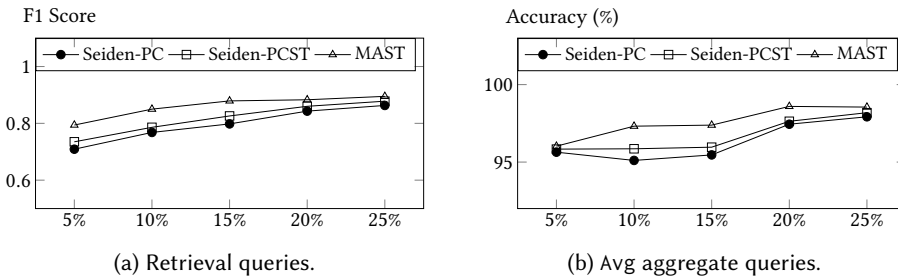 F1 Score
Seiden-PC Seiden-PCST MAST
1
0.8
0.6
5% 10% 15% 20% 25%
(a) Retrieval queries.
Accuracy (%)
Seiden-PC Seiden-PCST MAST
100
95
5% 10% 15% 20% 25%
(b) Avg aggregate queries.